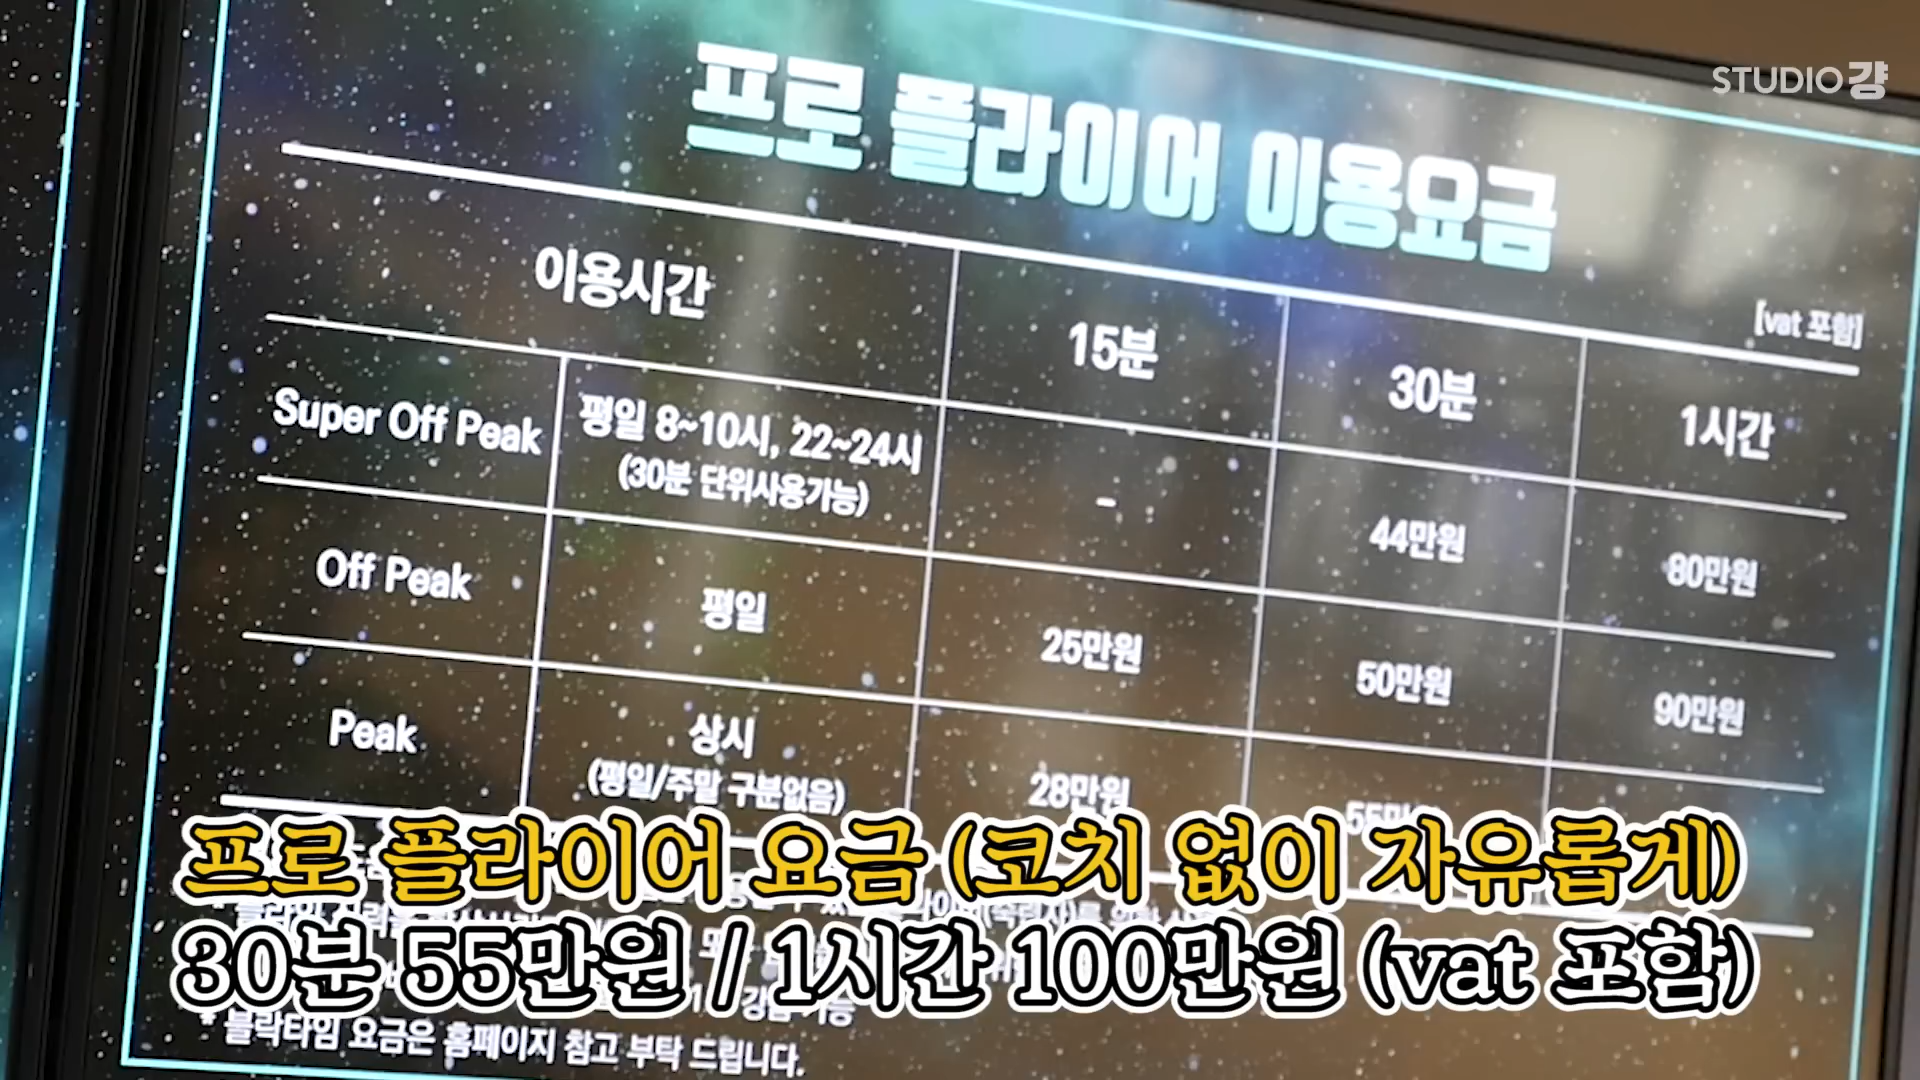 STUDIO걍
프로 플라이어 이용요금
[vat 포함]
이용시간 15분 30분 1시간
Super Off Peak 평일 8~10시, 22~24시 - 44만원 80만원
(30분 단위사용가능)
Off Peak 평일 25만원 50만원 90만원
Peak 상시 28만원 55만원
(평일/주말 구분없음)
프로 플라이어 요금 (코치 없이 자유롭게)
30분 55만원 / 1시간 100만원 (vat 포함)
* 블락타임 요금은 홈페이지 참고 부탁 드립니다.